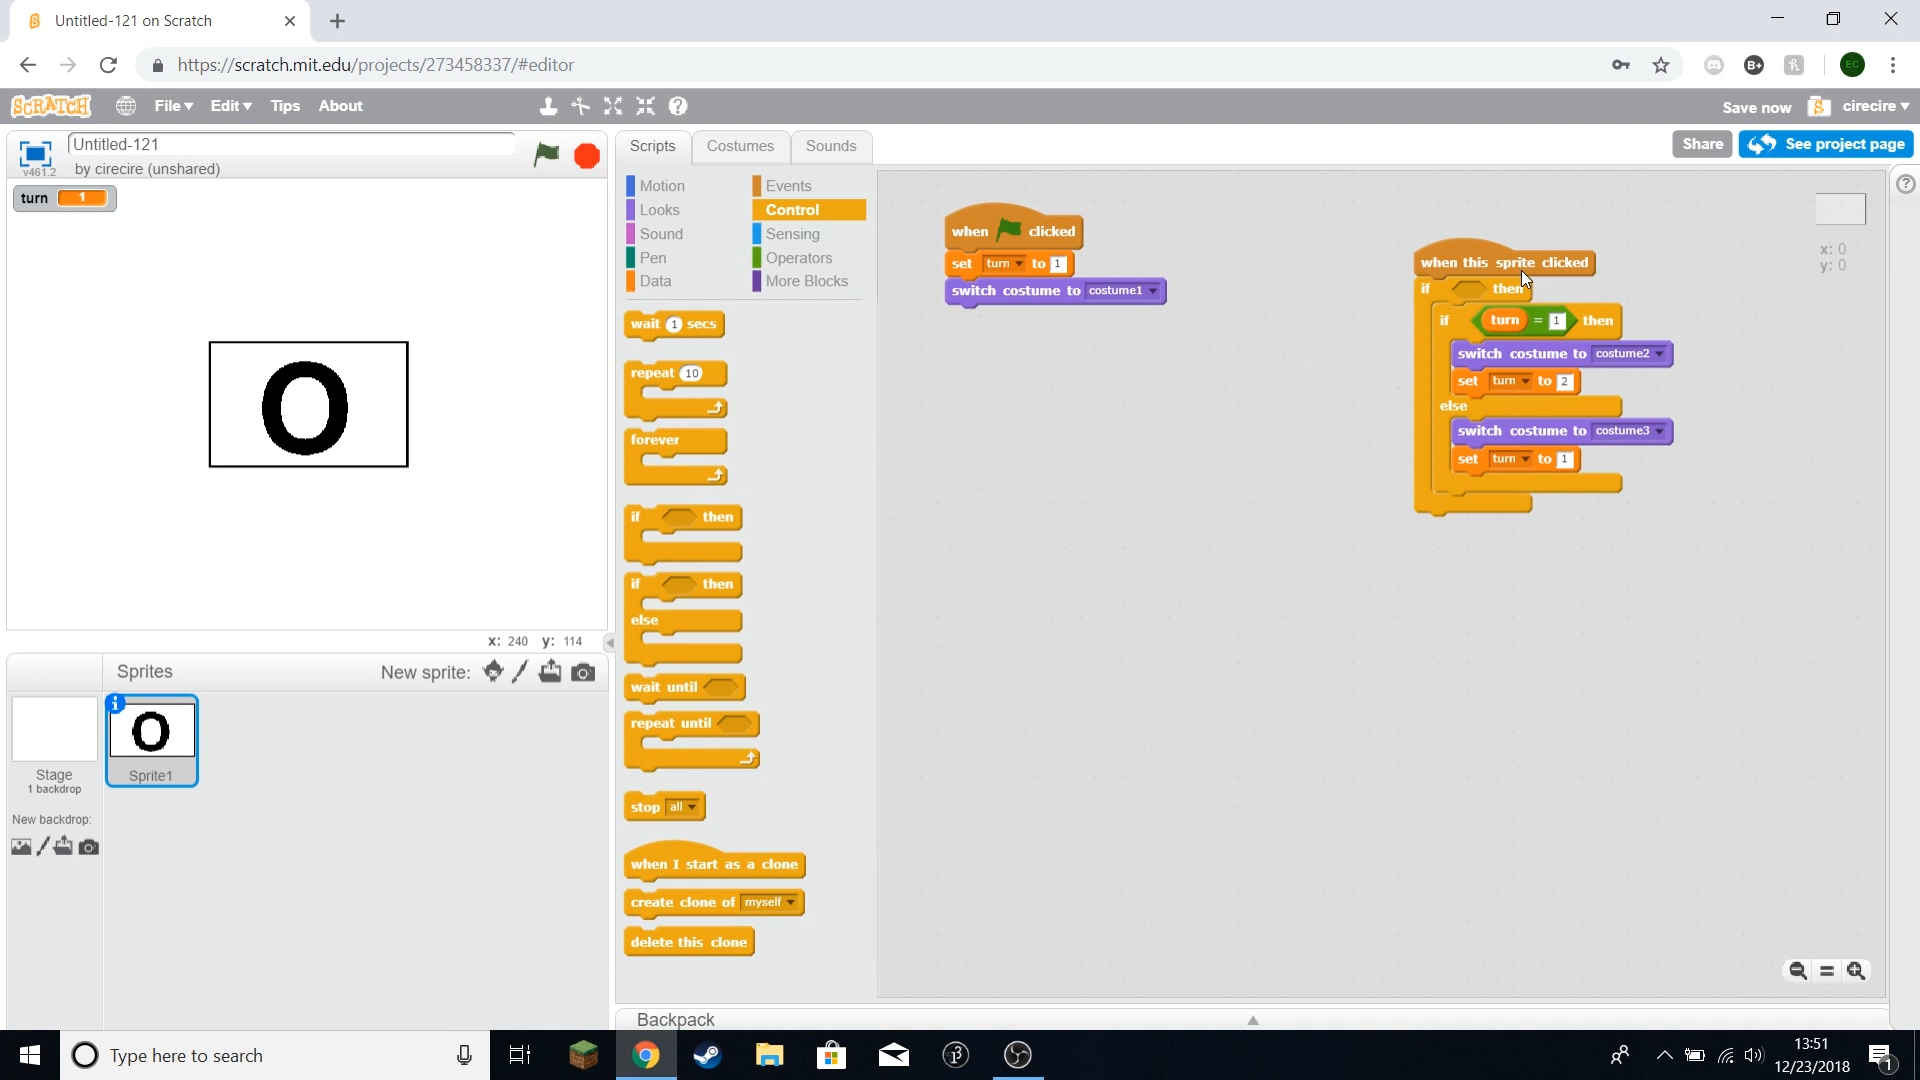 Untitled-121 on Scratch
https://scratch.mit.edu/projects/273458337/#editor
B+
EC
SCRATCH
File
Edit
Tips
About
Save now
cirecire
Untitled-121
by cirecire (unshared)
v461.2
Scripts
Costumes
Sounds
Share
See project page
turn 1
O
x: 240 y: 114
Motion
Looks
Sound
Pen
Data
Events
Control
Sensing
Operators
More Blocks
wait 1 secs
repeat 10
forever
if then
if then
else
wait until
repeat until
stop all
when I start as a clone
create clone of myself
delete this clone
when clicked
set turn to 1
switch costume to costume1
when this sprite clicked
if then
if turn = 1 then
switch costume to costume2
set turn to 2
else
switch costume to costume3
set turn to 1
x: 0
y: 0
Sprites
New sprite:
Stage
1 backdrop
New backdrop:
O
Sprite1
Backpack
Type here to search
13:51
12/23/2018
1